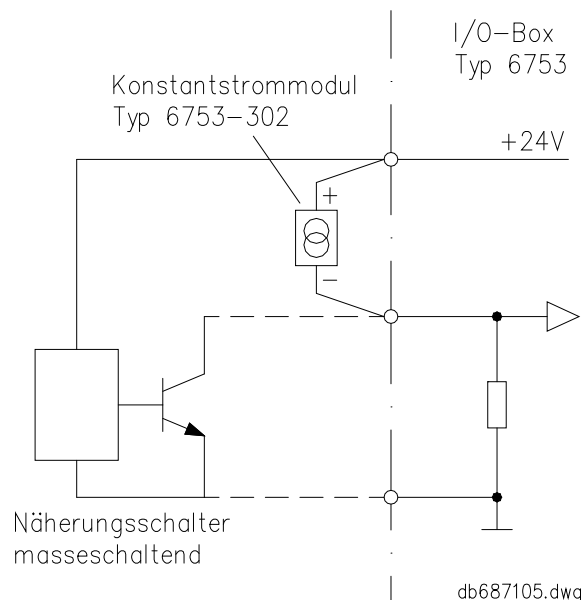 I/O-Box
Typ 6753
Konstantstrommodul
Typ 6753-302
+24V
+
−
Näherungsschalter
masseschaltend
db687105.dwg